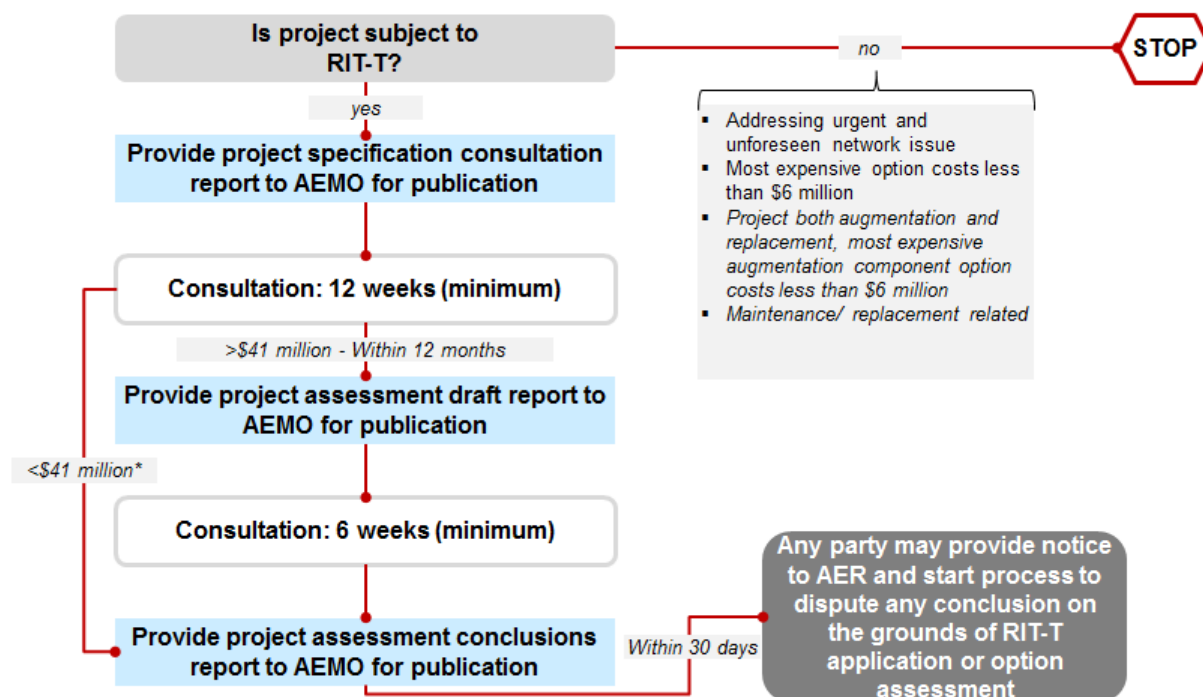 Is project subject to
RIT-T?
no
STOP
yes
▪ Addressing urgent and
unforeseen network issue
▪ Most expensive option costs less
than $6 million
▪ Project both augmentation and
replacement, most expensive
augmentation component option
costs less than $6 million
▪ Maintenance/ replacement related
Provide project specification consultation
report to AEMO for publication
Consultation: 12 weeks (minimum)
>$41 million - Within 12 months
Provide project assessment draft report to
AEMO for publication
<$41 million*
Consultation: 6 weeks (minimum)
Provide project assessment conclusions
report to AEMO for publication
Within 30 days
Any party may provide notice
to AER and start process to
dispute any conclusion on
the grounds of RIT-T
application or option
assessment